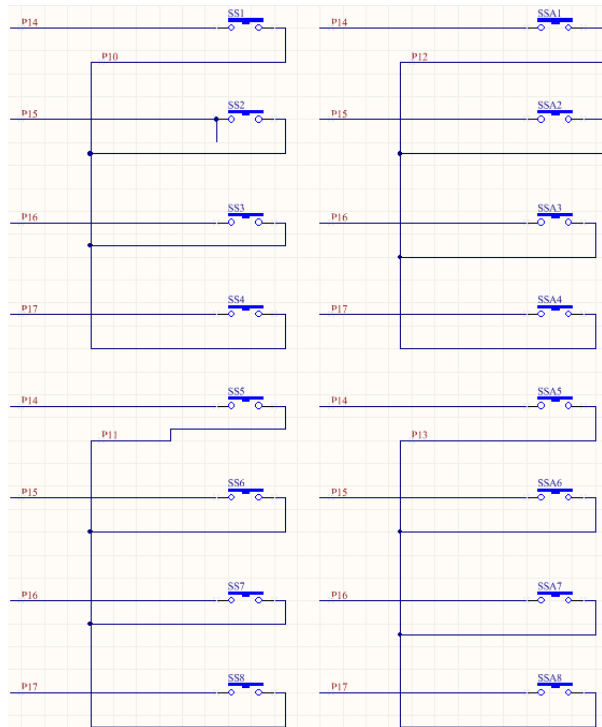 P14 SS1 P14 SSA1
P10 P12
P15 SS2 P15 SSA2
P16 SS3 P16 SSA3
P17 SS4 P17 SSA4
P14 SS5 P14 SSA5
P11 P13
P15 SS6 P15 SSA6
P16 SS7 P16 SSA7
P17 SS8 P17 SSA8